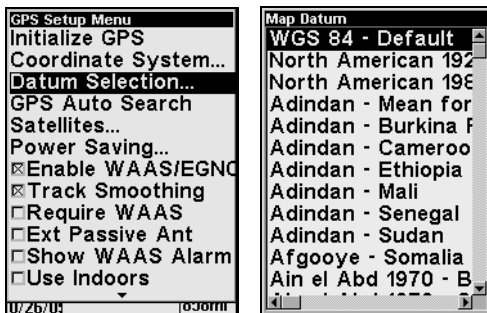 GPS Setup Menu
Initialize GPS
Coordinate System...
Datum Selection...
GPS Auto Search
Satellites...
Power Saving...
Enable WAAS/EGNO
Track Smoothing
Require WAAS
Ext Passive Ant
Show WAAS Alarm
Use Indoors
Map Datum
WGS 84 - Default
North American 192
North American 198
Adindan - Mean for
Adindan - Burkina F
Adindan - Cameroo
Adindan - Ethiopia
Adindan - Mali
Adindan - Senegal
Adindan - Sudan
Afgooye - Somalia
Ain el Abd 1970 - B